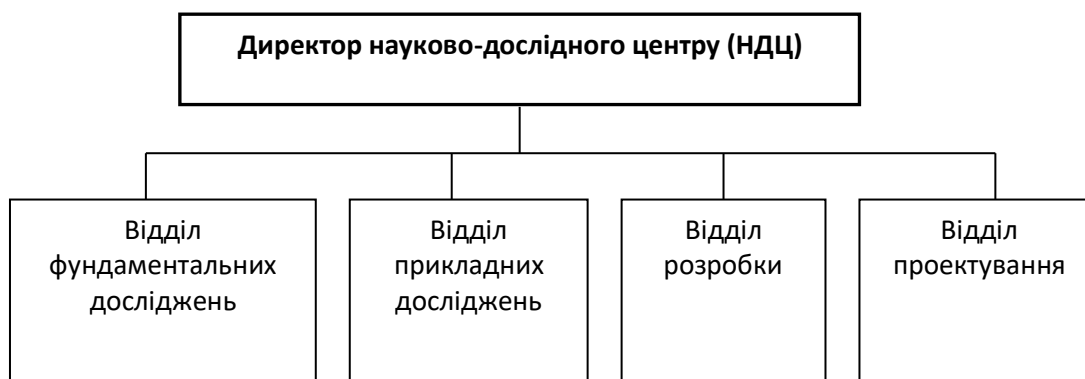 Директор науково-дослідного центру (НДЦ)
Відділ
фундаментальних
досліджень
Відділ
прикладних
досліджень
Відділ
розробки
Відділ
проектування